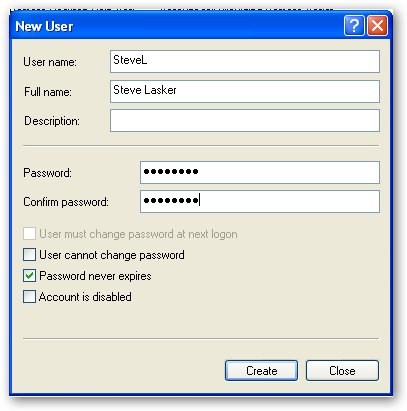 New User
User name: SteveL
Full name: Steve Lasker
Description:
Password: ●●●●●●●●
Confirm password: ●●●●●●●●
User must change password at next logon
User cannot change password
Password never expires
Account is disabled
Create Close